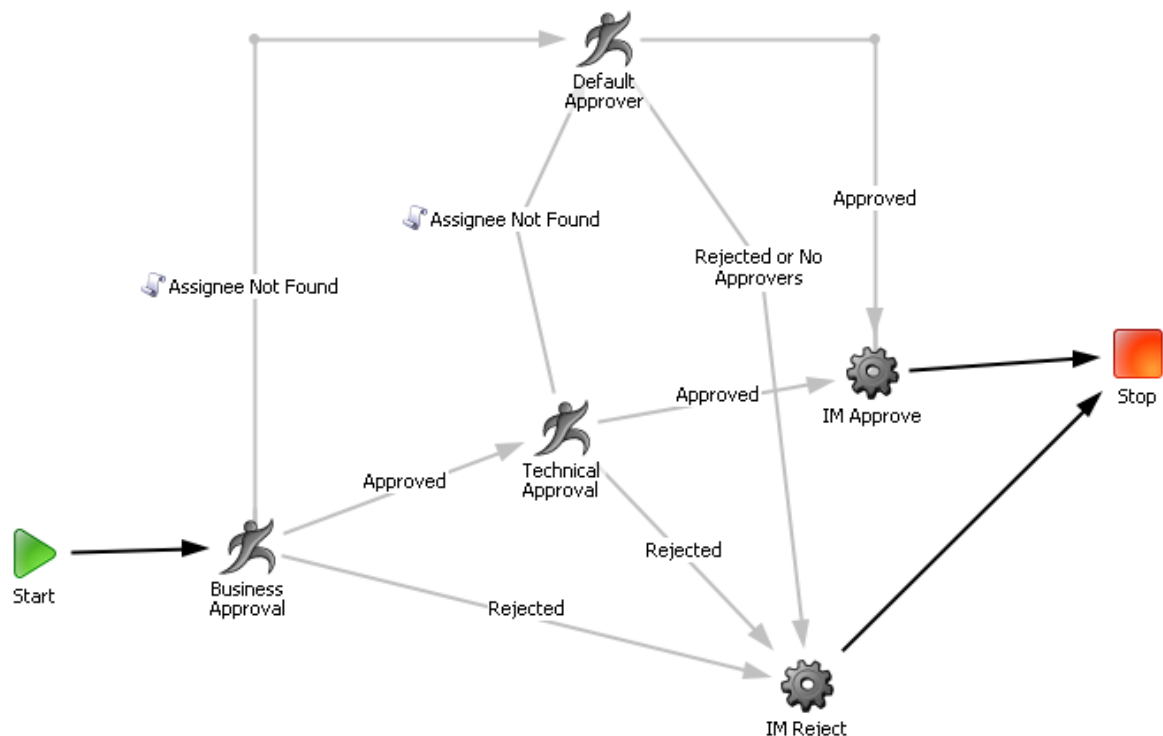 Default
Approver
Approved
Assignee Not Found
Rejected or No
Approvers
Assignee Not Found
Approved
Stop
IM Approve
Technical
Approval
Approved
Rejected
Start
Business
Approval
Rejected
IM Reject